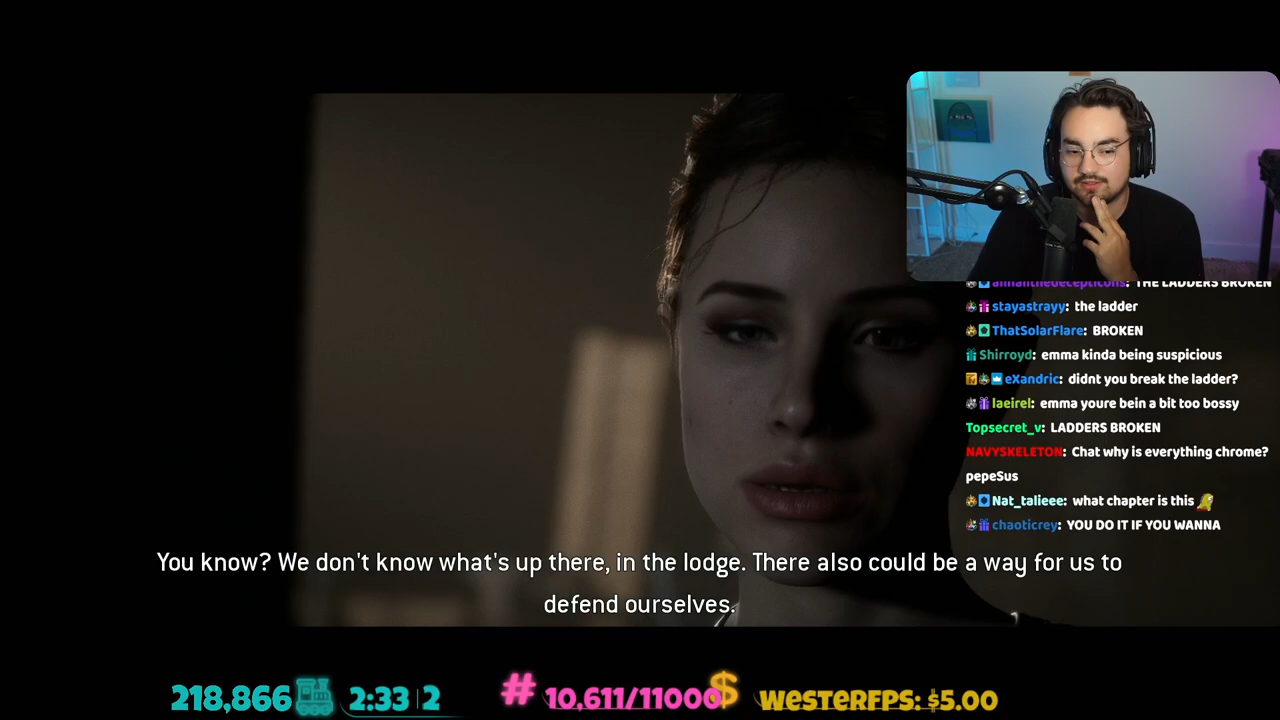 annanthedecepticons: THE LADDERS BROKEN
stayastrayy: the ladder
ThatSolarFlare: BROKEN
Shirroyd: emma kinda being suspicious
eXandric: didnt you break the ladder?
laeirel: emma youre bein a bit too bossy
Topsecret_v: LADDERS BROKEN
NAVYSKELETON: Chat why is everything chrome?
pepeSus
Nat_talieee: what chapter is this
chaoticrey: YOU DO IT IF YOU WANNA
You know? We don't know what's up there, in the lodge. There also could be a way for us to
defend ourselves.
218,866 2:33 | 2 # 10,611/11000 $ WESTERFPS: $5.00